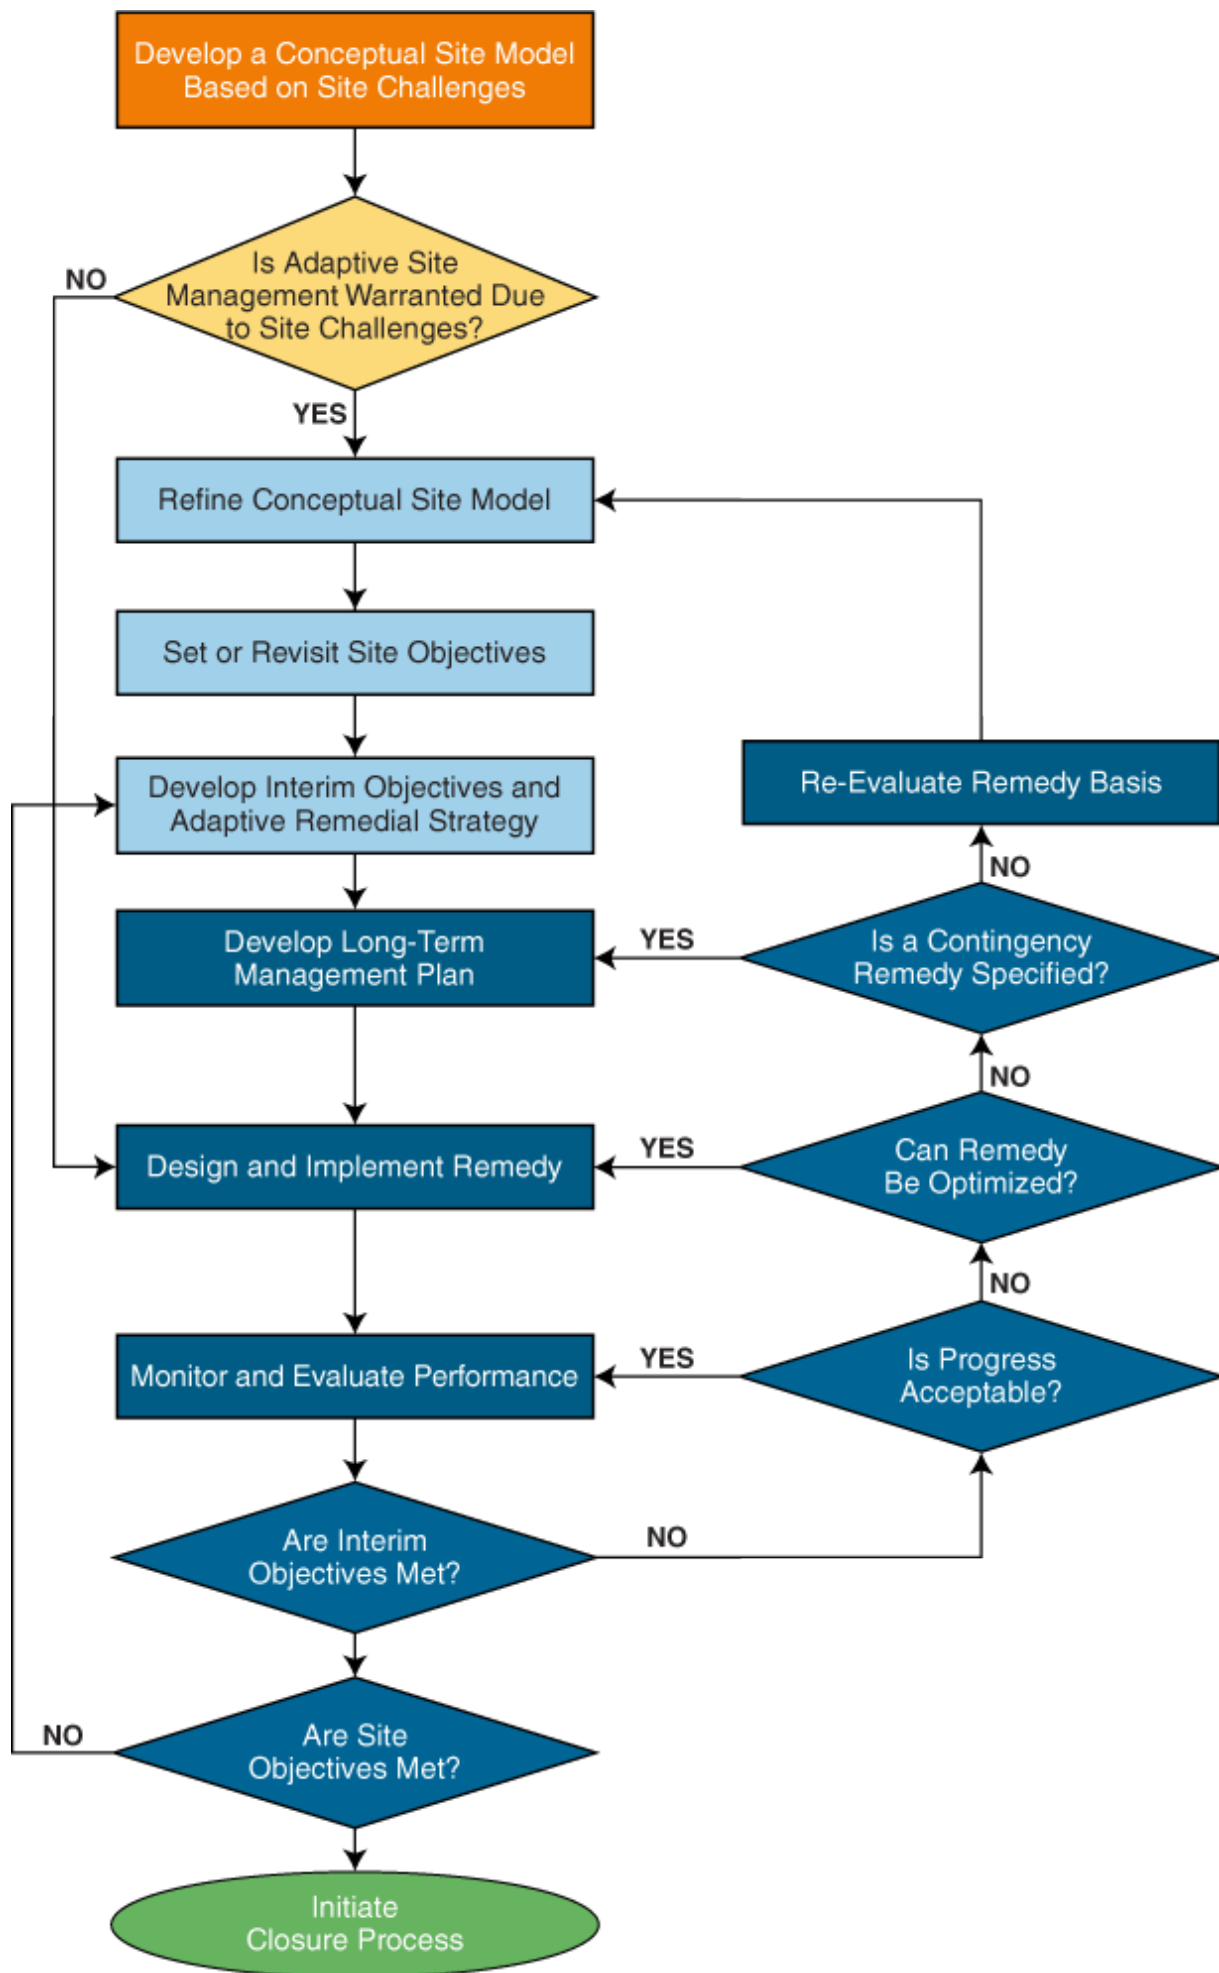 Develop a Conceptual Site Model
Based on Site Challenges
NO
Is Adaptive Site
Management Warranted Due
to Site Challenges?
YES
Refine Conceptual Site Model
Set or Revisit Site Objectives
Develop Interim Objectives and
Adaptive Remedial Strategy
Re-Evaluate Remedy Basis
NO
Develop Long-Term
Management Plan
YES
Is a Contingency
Remedy Specified?
NO
Design and Implement Remedy
YES
Can Remedy
Be Optimized?
NO
Monitor and Evaluate Performance
YES
Is Progress
Acceptable?
Are Interim
Objectives Met?
NO
NO
Are Site
Objectives Met?
Initiate
Closure Process